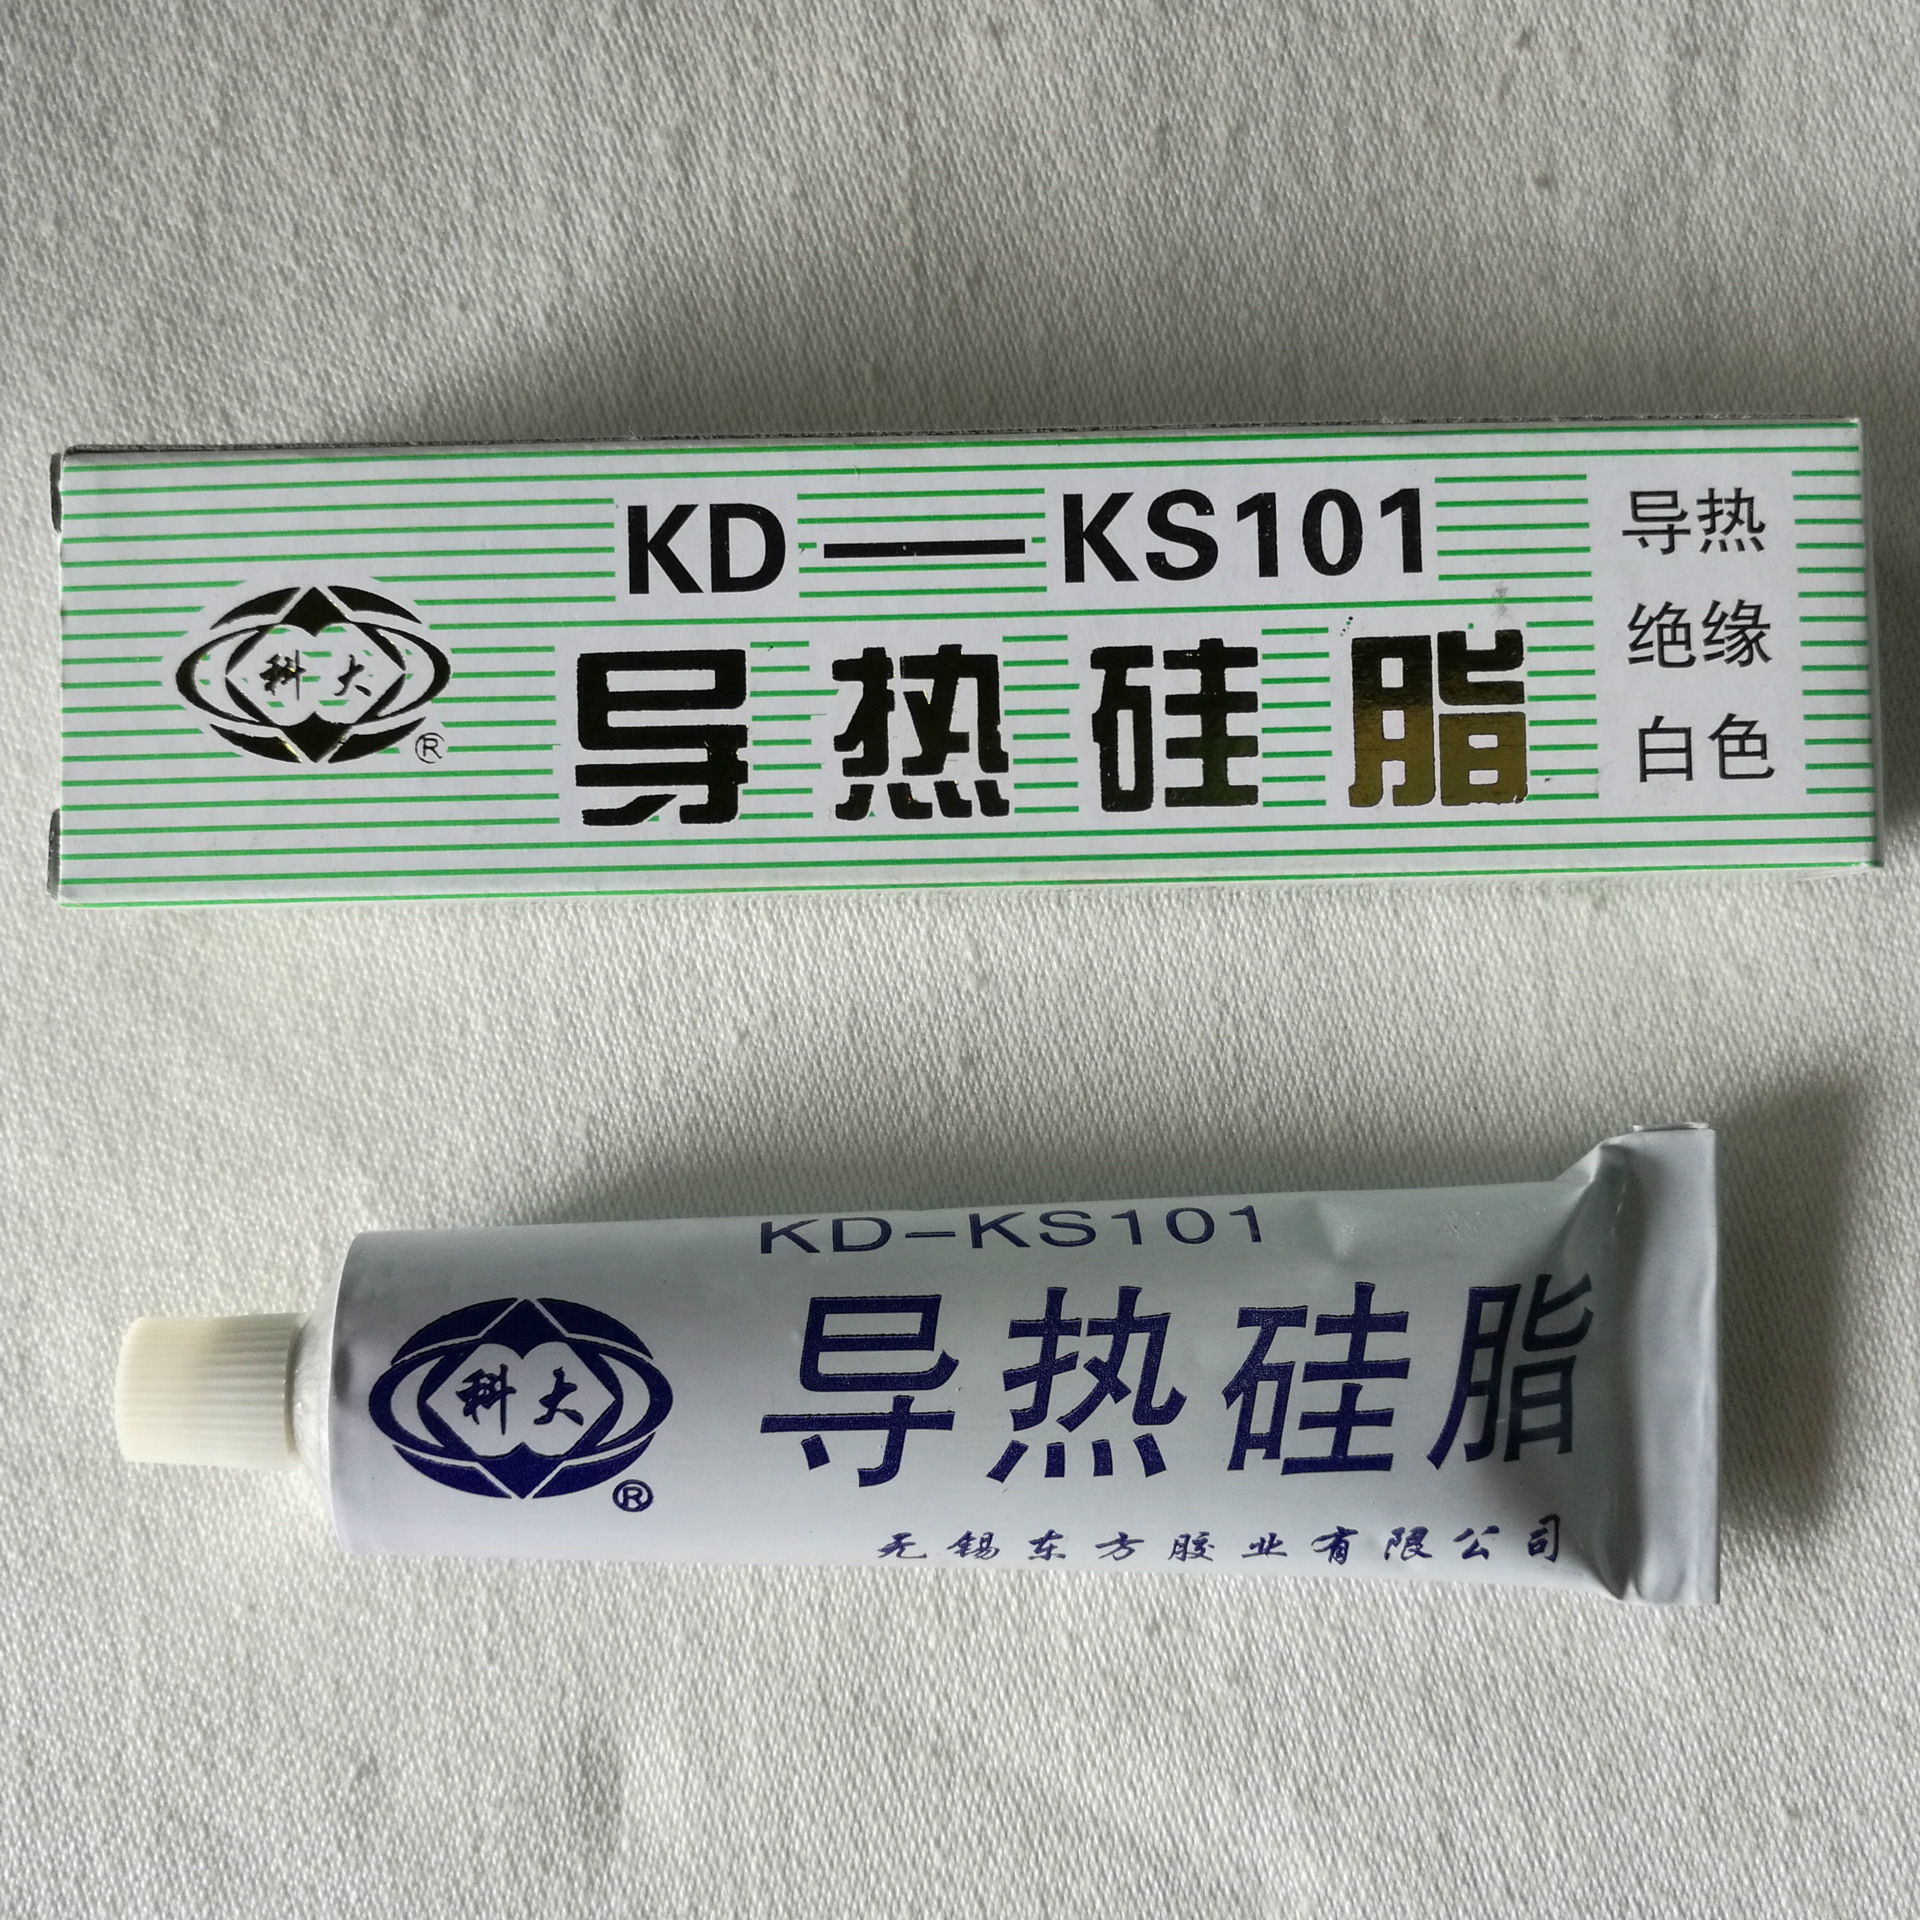 KD—KS101
科大
®
导热硅脂
导热
绝缘
白色
KD-KS101
科大
®
导热硅脂
无锡东方胶业有限公司